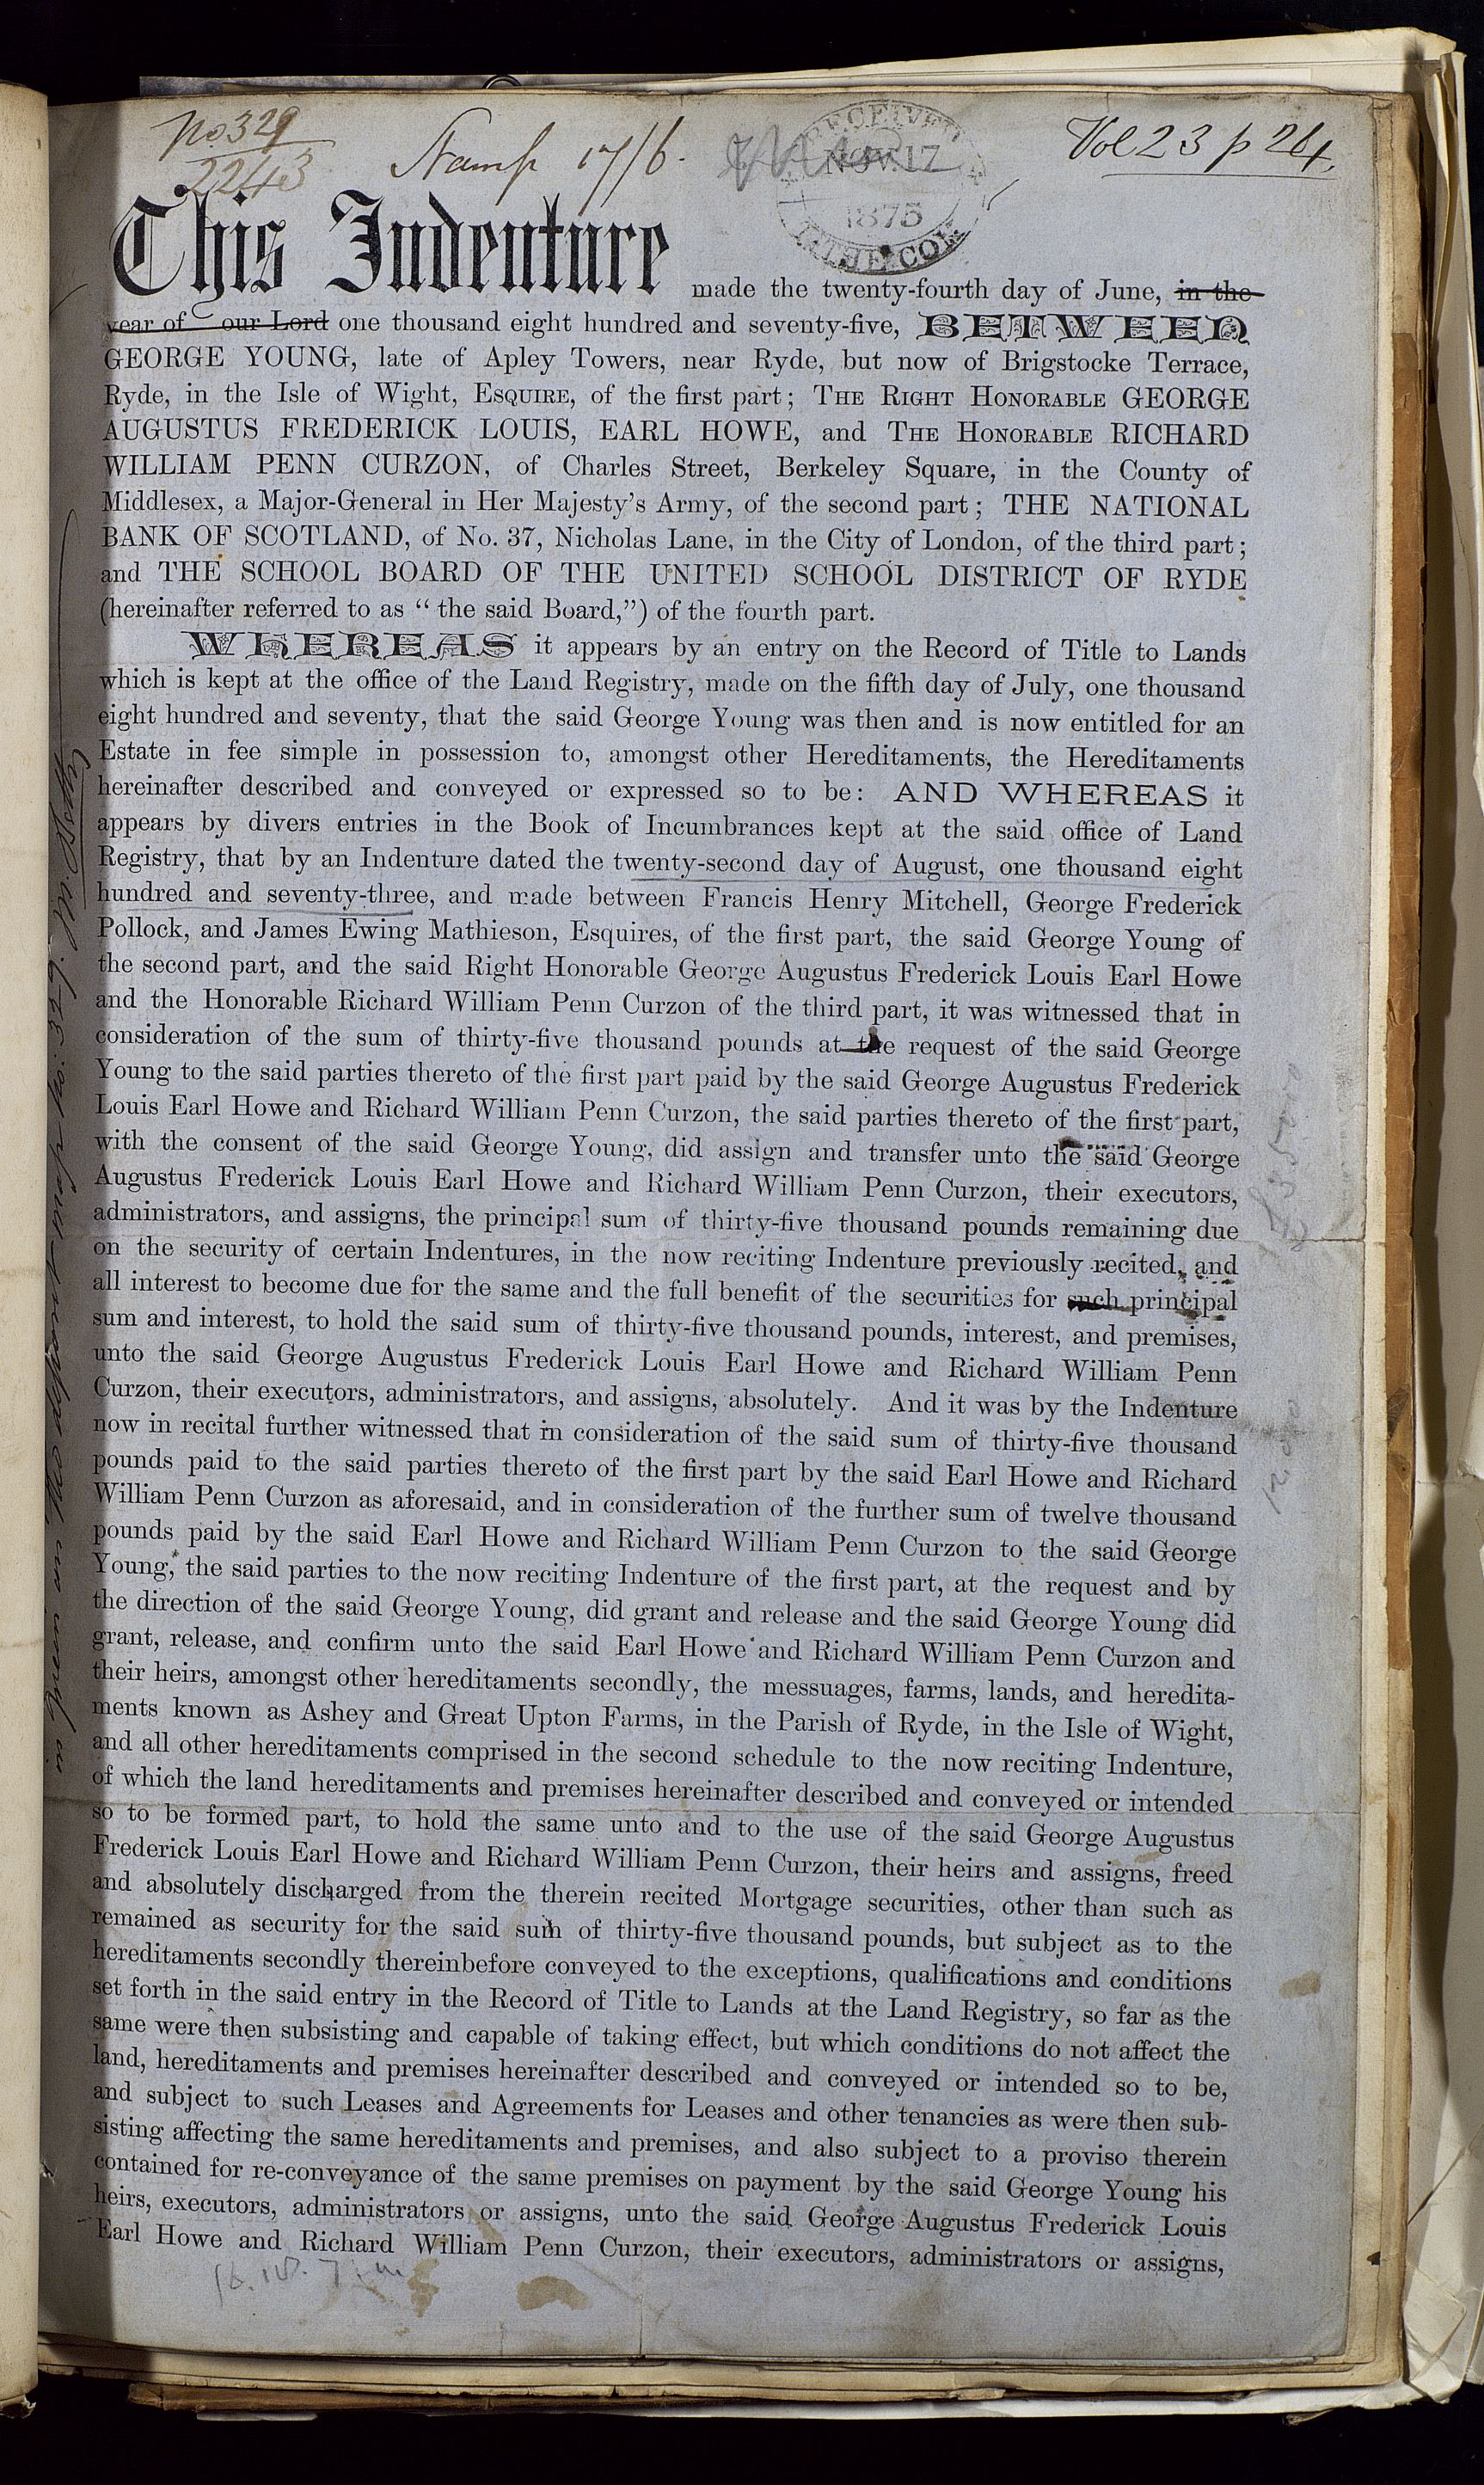 No. 329
2243
Stamp 17/6.
RECEIVED
NOV. 17
1875
Vol 23 p 264
This Indenture made the twenty-fourth day of June, in the
year of our Lord one thousand eight hundred and seventy-five, BETWEEN
GEORGE YOUNG, late of Apley Towers, near Ryde, but now of Brigstocke Terrace,
Ryde, in the Isle of Wight, ESQUIRE, of the first part; THE RIGHT HONORABLE GEORGE
AUGUSTUS FREDERICK LOUIS, EARL HOWE, and THE HONORABLE RICHARD
WILLIAM PENN CURZON, of Charles Street, Berkeley Square, in the County of
Middlesex, a Major-General in Her Majesty's Army, of the second part; THE NATIONAL
BANK OF SCOTLAND, of No. 37, Nicholas Lane, in the City of London, of the third part;
and THE SCHOOL BOARD OF THE UNITED SCHOOL DISTRICT OF RYDE
(hereinafter referred to as "the said Board,") of the fourth part.
WHEREAS it appears by an entry on the Record of Title to Lands
which is kept at the office of the Land Registry, made on the fifth day of July, one thousand
eight hundred and seventy, that the said George Young was then and is now entitled for an
Estate in fee simple in possession to, amongst other Hereditaments, the Hereditaments
hereinafter described and conveyed or expressed so to be: AND WHEREAS it
appears by divers entries in the Book of Incumbrances kept at the said office of Land
Registry, that by an Indenture dated the twenty-second day of August, one thousand eight
hundred and seventy-three, and made between Francis Henry Mitchell, George Frederick
Pollock, and James Ewing Mathieson, Esquires, of the first part, the said George Young of
the second part, and the said Right Honorable George Augustus Frederick Louis Earl Howe
and the Honorable Richard William Penn Curzon of the third part, it was witnessed that in
consideration of the sum of thirty-five thousand pounds at the request of the said George
Young to the said parties thereto of the first part paid by the said George Augustus Frederick
Louis Earl Howe and Richard William Penn Curzon, the said parties thereto of the first part,
with the consent of the said George Young, did assign and transfer unto the said George
Augustus Frederick Louis Earl Howe and Richard William Penn Curzon, their executors,
administrators, and assigns, the principal sum of thirty-five thousand pounds remaining due
on the security of certain Indentures, in the now reciting Indenture previously recited, and
all interest to become due for the same and the full benefit of the securities for such principal
sum and interest, to hold the said sum of thirty-five thousand pounds, interest, and premises,
unto the said George Augustus Frederick Louis Earl Howe and Richard William Penn
Curzon, their executors, administrators, and assigns, absolutely. And it was by the Indenture
now in recital further witnessed that in consideration of the said sum of thirty-five thousand
pounds paid to the said parties thereto of the first part by the said Earl Howe and Richard
William Penn Curzon as aforesaid, and in consideration of the further sum of twelve thousand
pounds paid by the said Earl Howe and Richard William Penn Curzon to the said George
Young, the said parties to the now reciting Indenture of the first part, at the request and by
the direction of the said George Young, did grant and release and the said George Young did
grant, release, and confirm unto the said Earl Howe and Richard William Penn Curzon and
their heirs, amongst other hereditaments secondly, the messuages, farms, lands, and heredita-
ments known as Ashey and Great Upton Farms, in the Parish of Ryde, in the Isle of Wight,
and all other hereditaments comprised in the second schedule to the now reciting Indenture,
of which the land hereditaments and premises hereinafter described and conveyed or intended
so to be formed part, to hold the same unto and to the use of the said George Augustus
Frederick Louis Earl Howe and Richard William Penn Curzon, their heirs and assigns, freed
and absolutely discharged from the therein recited Mortgage securities, other than such as
remained as security for the said sum of thirty-five thousand pounds, but subject as to the
hereditaments secondly thereinbefore conveyed to the exceptions, qualifications and conditions
set forth in the said entry in the Record of Title to Lands at the Land Registry, so far as the
same were then subsisting and capable of taking effect, but which conditions do not affect the
land, hereditaments and premises hereinafter described and conveyed or intended so to be,
and subject to such Leases and Agreements for Leases and other tenancies as were then sub-
sisting affecting the same hereditaments and premises, and also subject to a proviso therein
contained for re-conveyance of the same premises on payment by the said George Young his
heirs, executors, administrators or assigns, unto the said George Augustus Frederick Louis
Earl Howe and Richard William Penn Curzon, their executors, administrators or assigns,